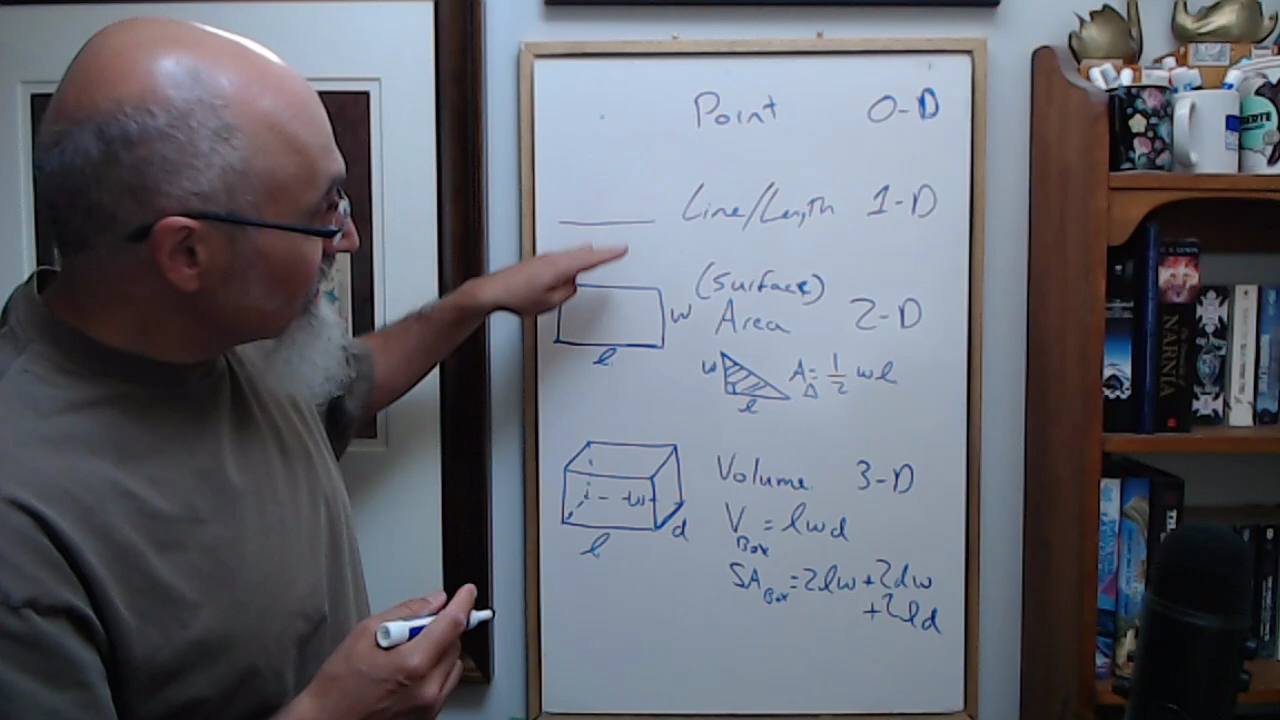 Point 0-D
Line/Length 1-D
(Surface)
Area 2-D
w
l
w
l
A△ = 1/2 wl
Volume 3-D
w
d
l
V Box = lwd
SA Box = 2lw + 2dw
+ 2ld
NARNIA